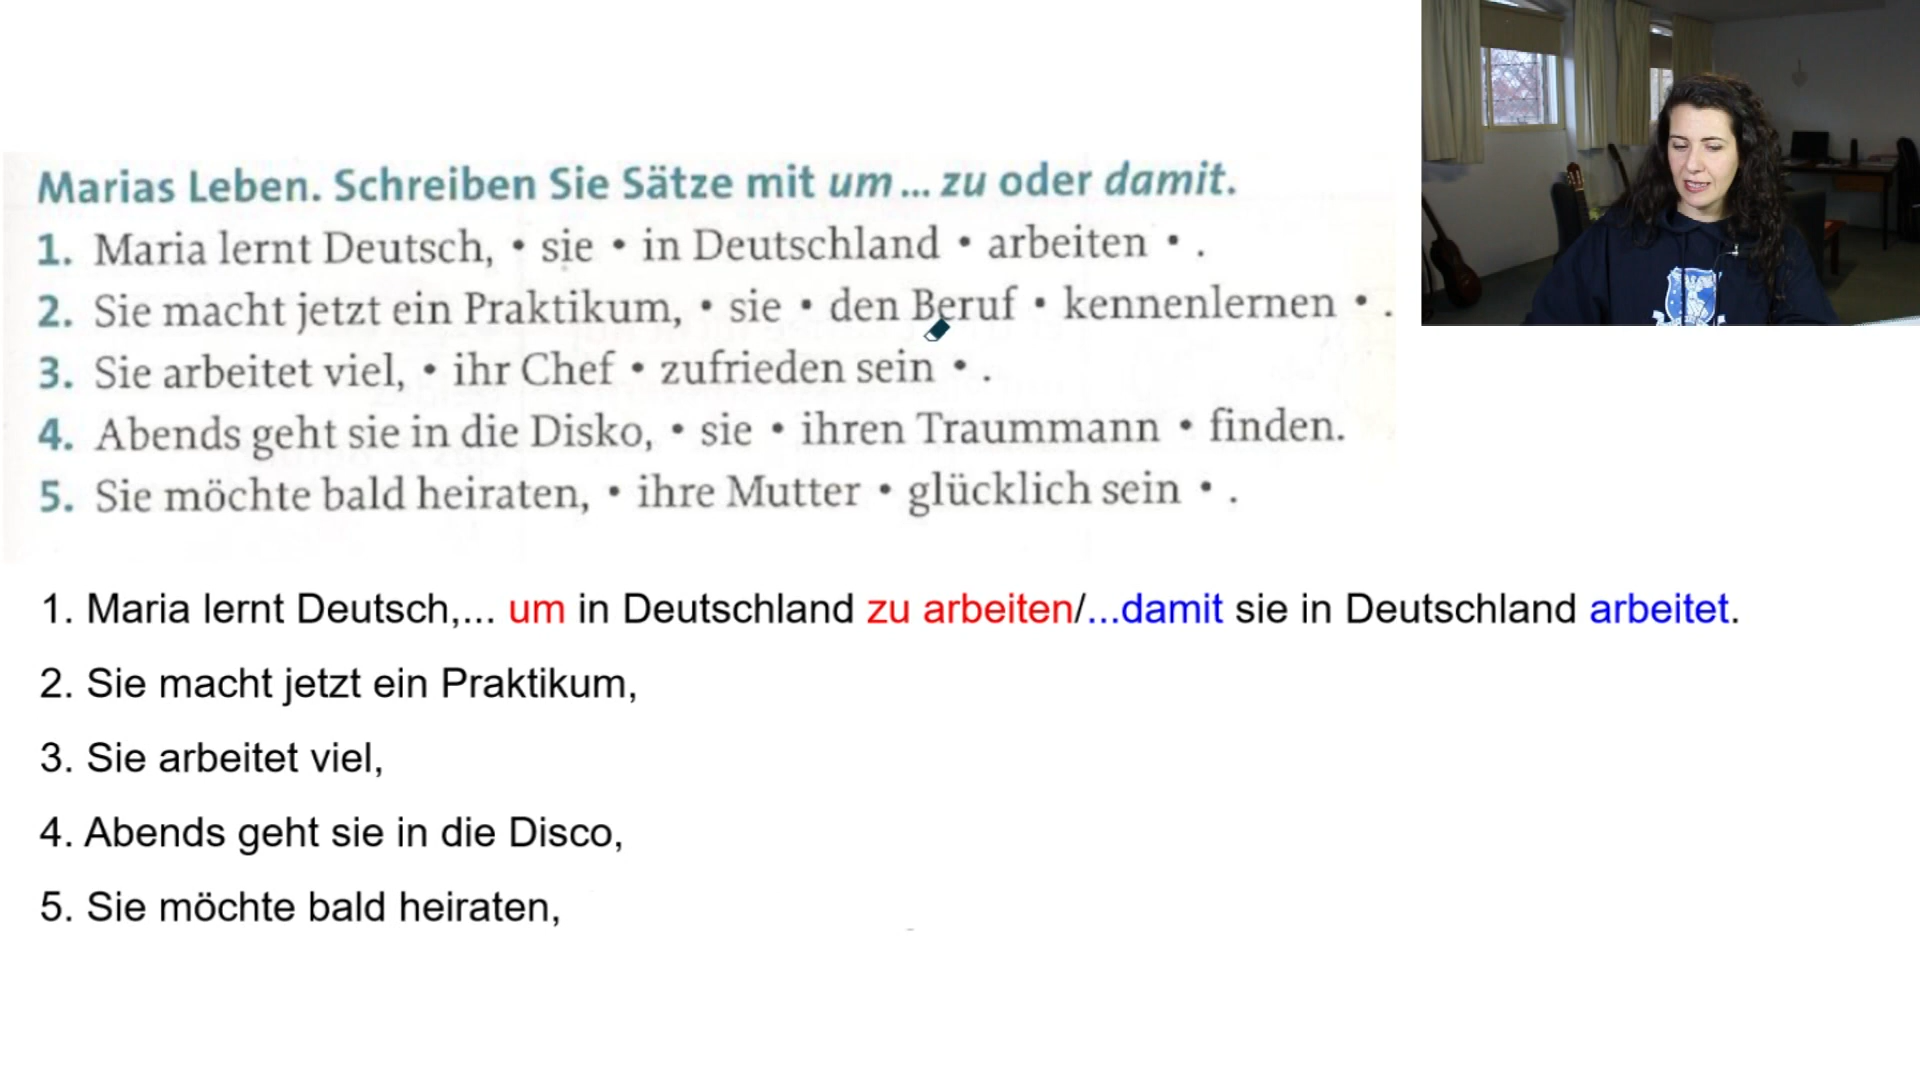 Marias Leben. Schreiben Sie Sätze mit um ... zu oder damit.
1. Maria lernt Deutsch, • sie • in Deutschland • arbeiten • .
2. Sie macht jetzt ein Praktikum, • sie • den Beruf • kennenlernen • .
3. Sie arbeitet viel, • ihr Chef • zufrieden sein • .
4. Abends geht sie in die Disko, • sie • ihren Traummann • finden.
5. Sie möchte bald heiraten, • ihre Mutter • glücklich sein • .
1. Maria lernt Deutsch,... um in Deutschland zu arbeiten/...damit sie in Deutschland arbeitet.
2. Sie macht jetzt ein Praktikum,
3. Sie arbeitet viel,
4. Abends geht sie in die Disco,
5. Sie möchte bald heiraten,